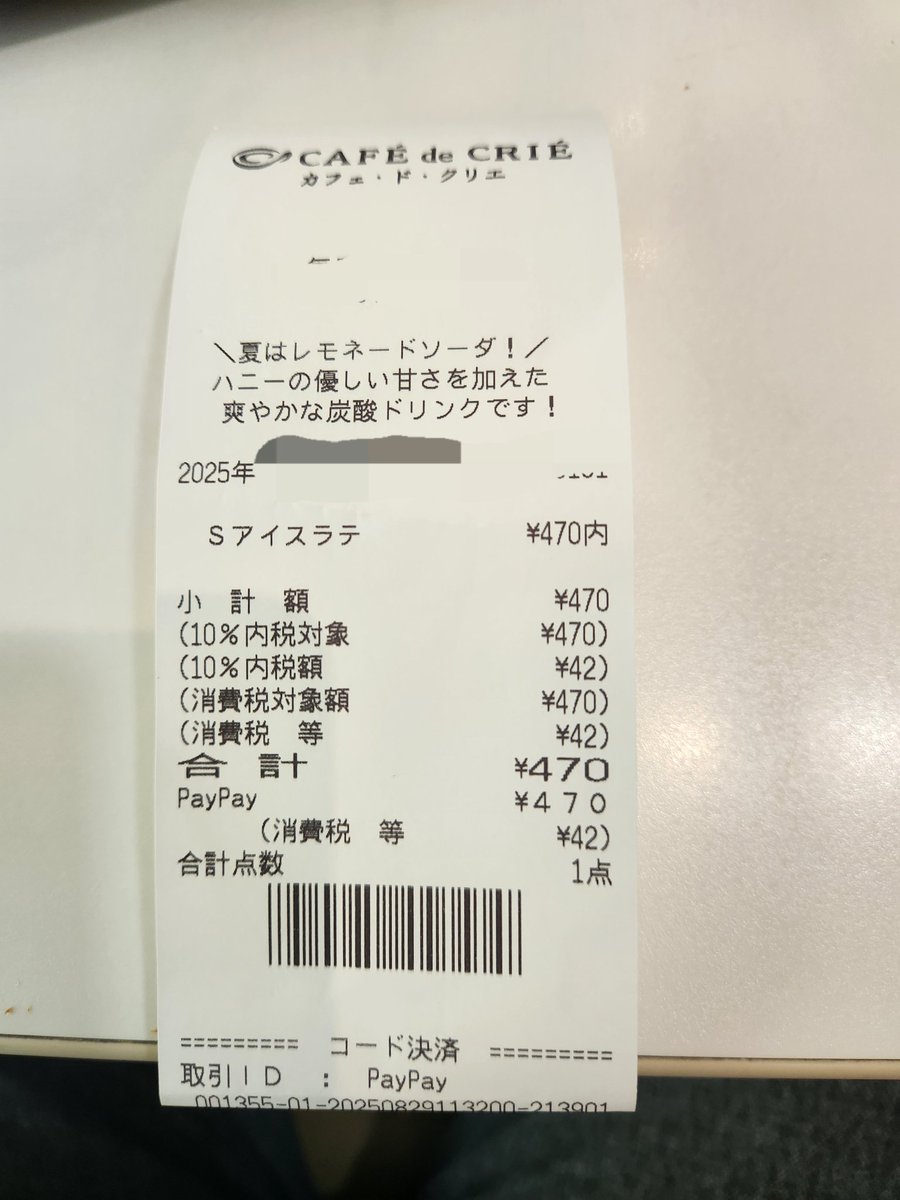 CAFÉ de CRIÉ
カフェ・ド・クリエ
＼夏はレモネードソーダ！／
ハニーの優しい甘さを加えた
爽やかな炭酸ドリンクです！
2025年
Sアイスラテ ¥470内
小 計 額 ¥470
(10%内税対象 ¥470)
(10%内税額 ¥42)
(消費税対象額 ¥470)
(消費税 等 ¥42)
合 計 ¥470
PayPay ¥470
(消費税 等 ¥42)
合計点数 1点
========= コード決済 =========
取引ID : PayPay
001355-01-20250829113200-213901